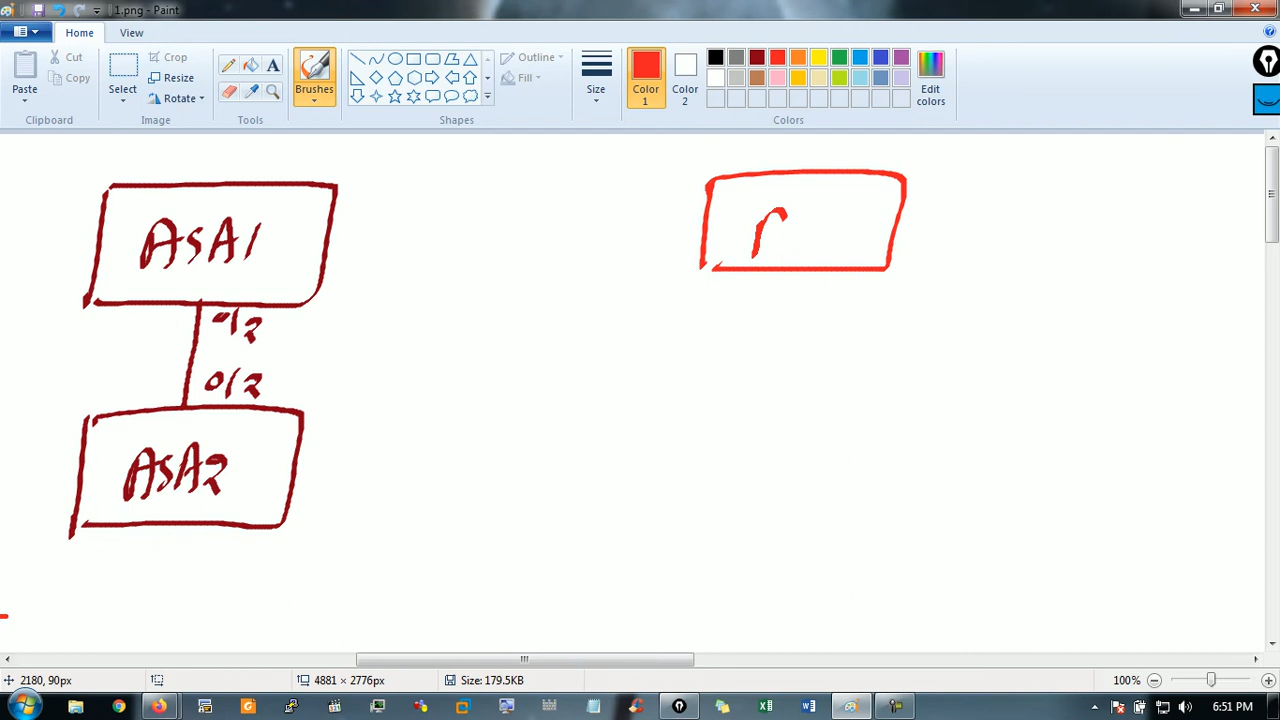 1.png - Paint
Home
View
Paste
Cut
Copy
Clipboard
Select
Crop
Resize
Rotate
Image
Tools
Brushes
Outline
Fill
Shapes
Size
Color 1
Color 2
Edit colors
Colors
ASA1
0/2
0/2
ASA2
r
2180, 90px
4881 × 2776px
Size: 179.5KB
100%
6:51 PM